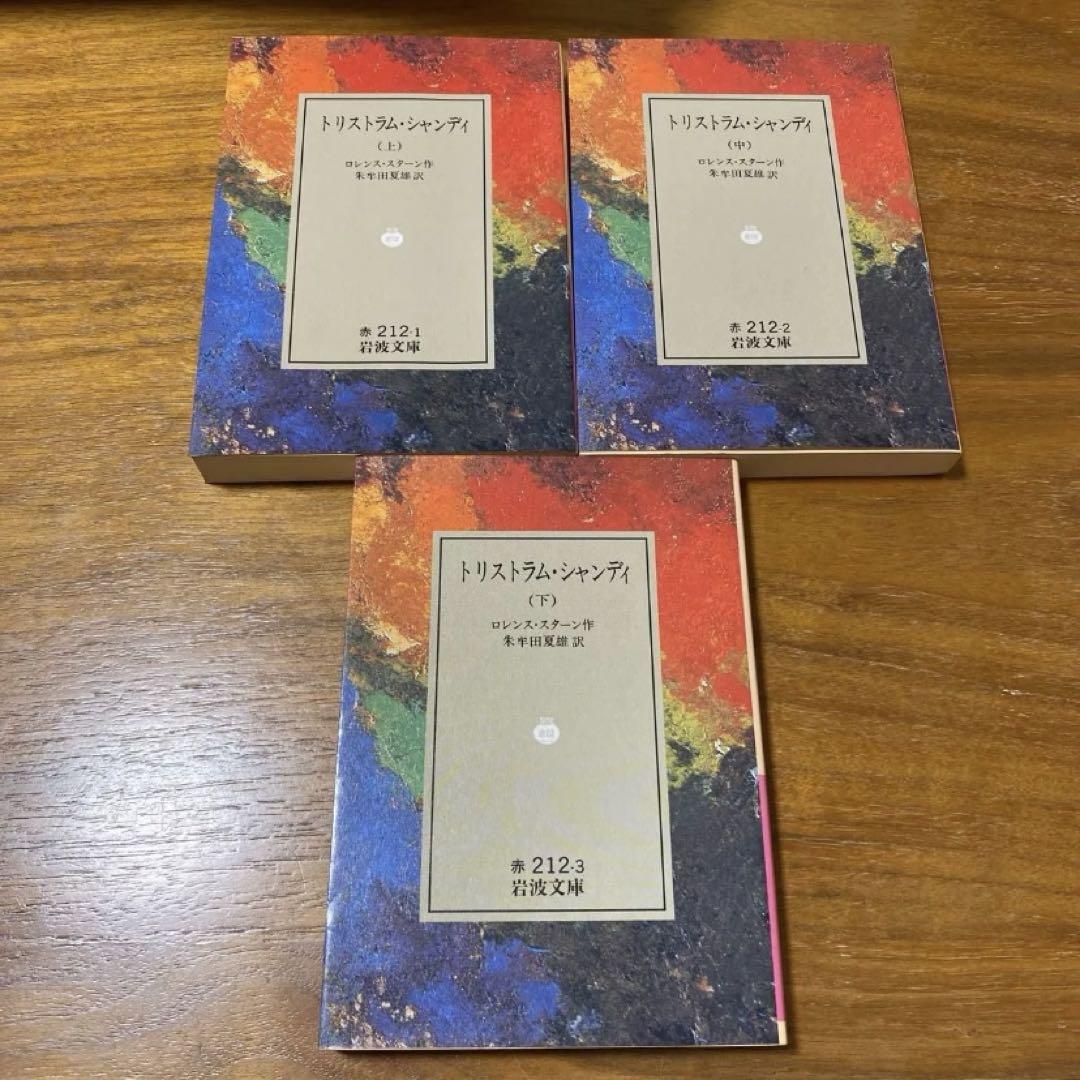 トリストラム・シャンディ
(上)
ロレンス・スターン作
朱牟田夏雄訳
赤 212-1
岩波文庫
トリストラム・シャンディ
(中)
ロレンス・スターン作
朱牟田夏雄訳
赤 212-2
岩波文庫
トリストラム・シャンディ
(下)
ロレンス・スターン作
朱牟田夏雄訳
赤 212-3
岩波文庫